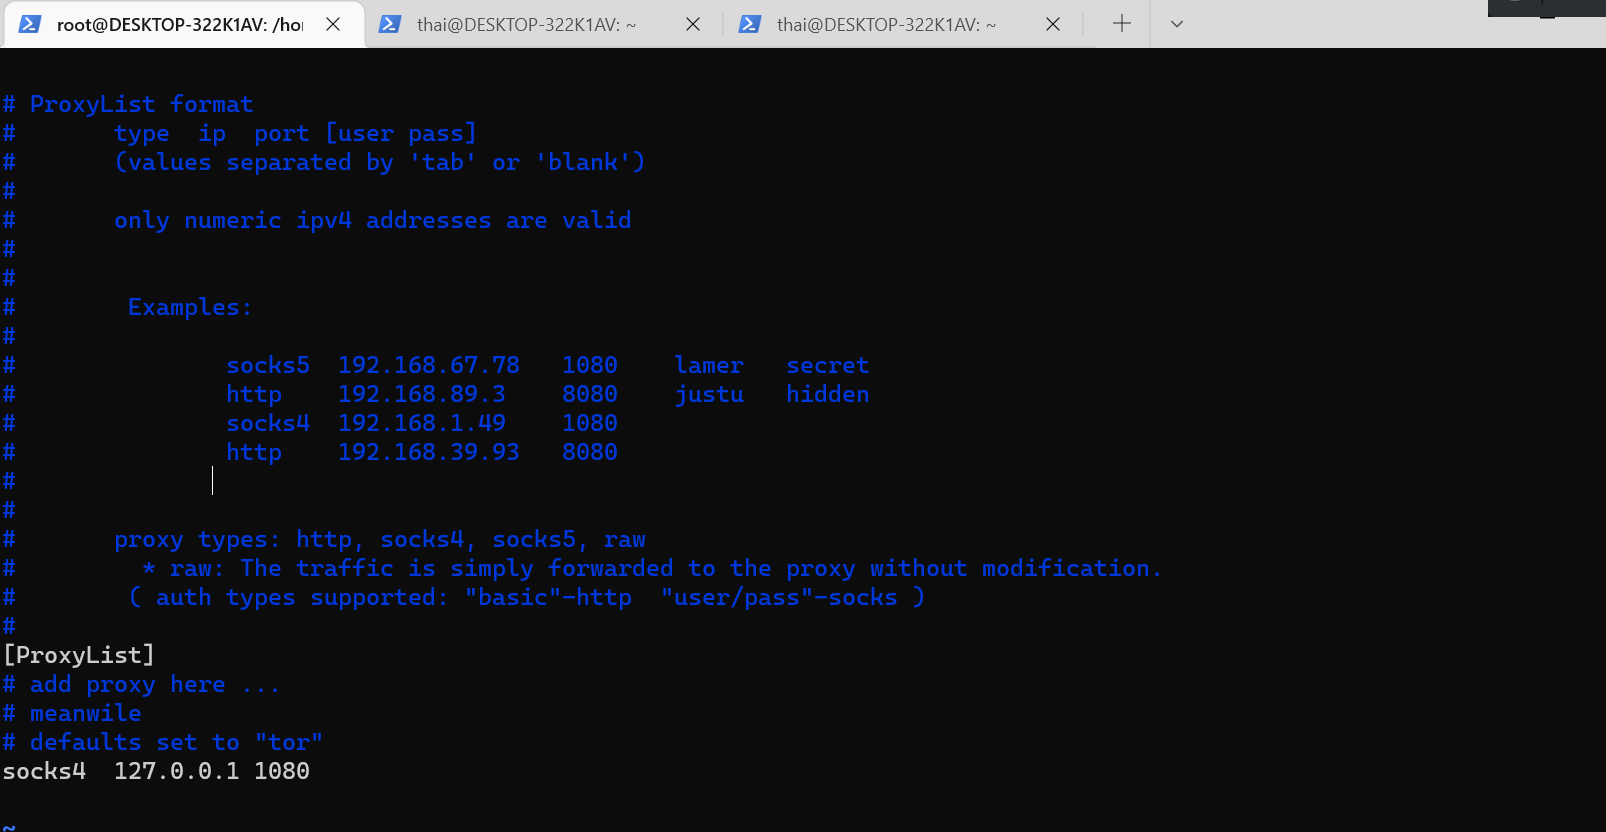 root@DESKTOP-322K1AV: /ho
thai@DESKTOP-322K1AV: ~
thai@DESKTOP-322K1AV: ~
# ProxyList format
#       type  ip  port [user pass]
#       (values separated by 'tab' or 'blank')
#
#       only numeric ipv4 addresses are valid
#
#
#        Examples:
#
#               socks5  192.168.67.78   1080    lamer   secret
#               http    192.168.89.3    8080    justu   hidden
#               socks4  192.168.1.49    1080
#               http    192.168.39.93   8080
#
#
#       proxy types: http, socks4, socks5, raw
#         * raw: The traffic is simply forwarded to the proxy without modification.
#        ( auth types supported: "basic"-http  "user/pass"-socks )
#
[ProxyList]
# add proxy here ...
# meanwile
# defaults set to "tor"
socks4  127.0.0.1 1080
~